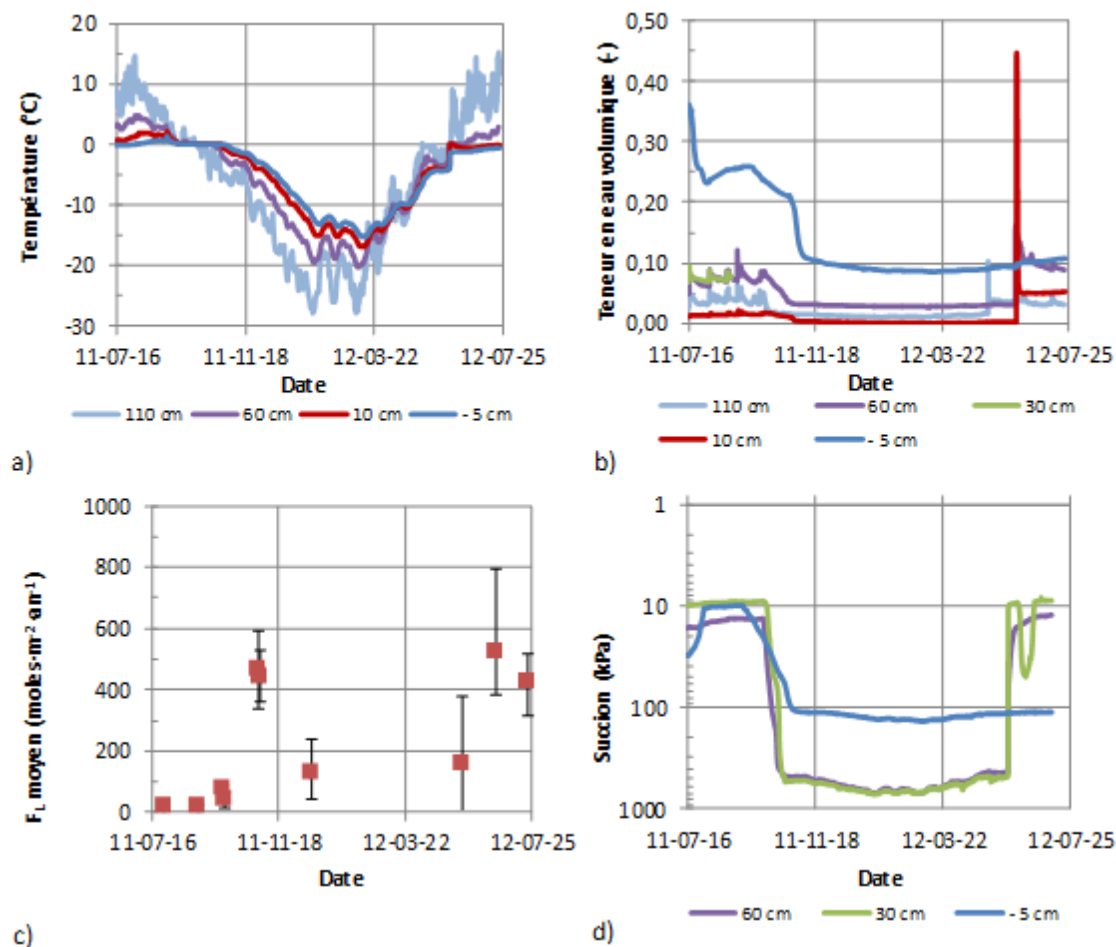 20
10
0
-10
-20
-30
Température (°C)
11-07-16 11-11-18 12-03-22 12-07-25
Date
110 cm 60 cm 10 cm - 5 cm
a)
0,50
0,40
0,30
0,20
0,10
0,00
Teneur en eau volumique (-)
11-07-16 11-11-18 12-03-22 12-07-25
Date
110 cm 60 cm 30 cm
10 cm - 5 cm
b)
1000
800
600
400
200
0
FL moyen (moles·m-2·an-1)
11-07-16 11-11-18 12-03-22 12-07-25
Date
c)
1
10
100
1000
Succion (kPa)
11-07-16 11-11-18 12-03-22 12-07-25
Date
60 cm 30 cm - 5 cm
d)